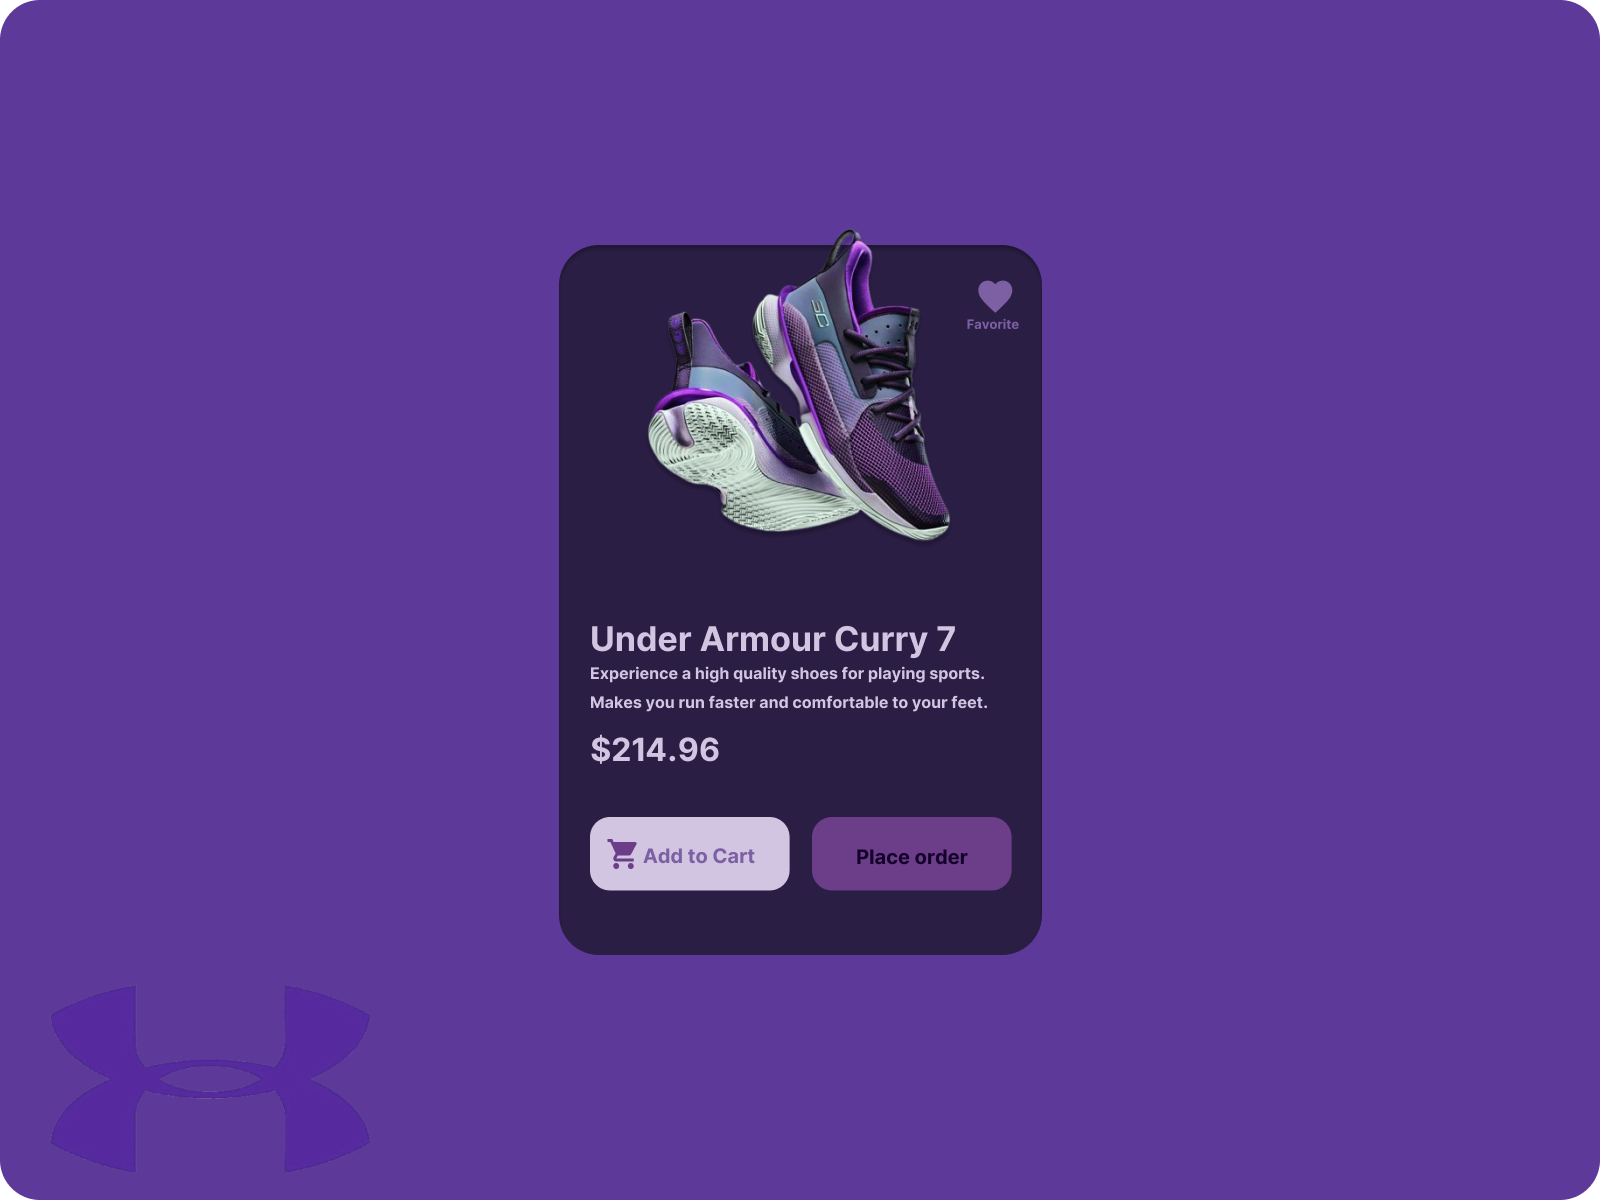 Favorite
Under Armour Curry 7
Experience a high quality shoes for playing sports.
Makes you run faster and comfortable to your feet.
$214.96
Add to Cart
Place order